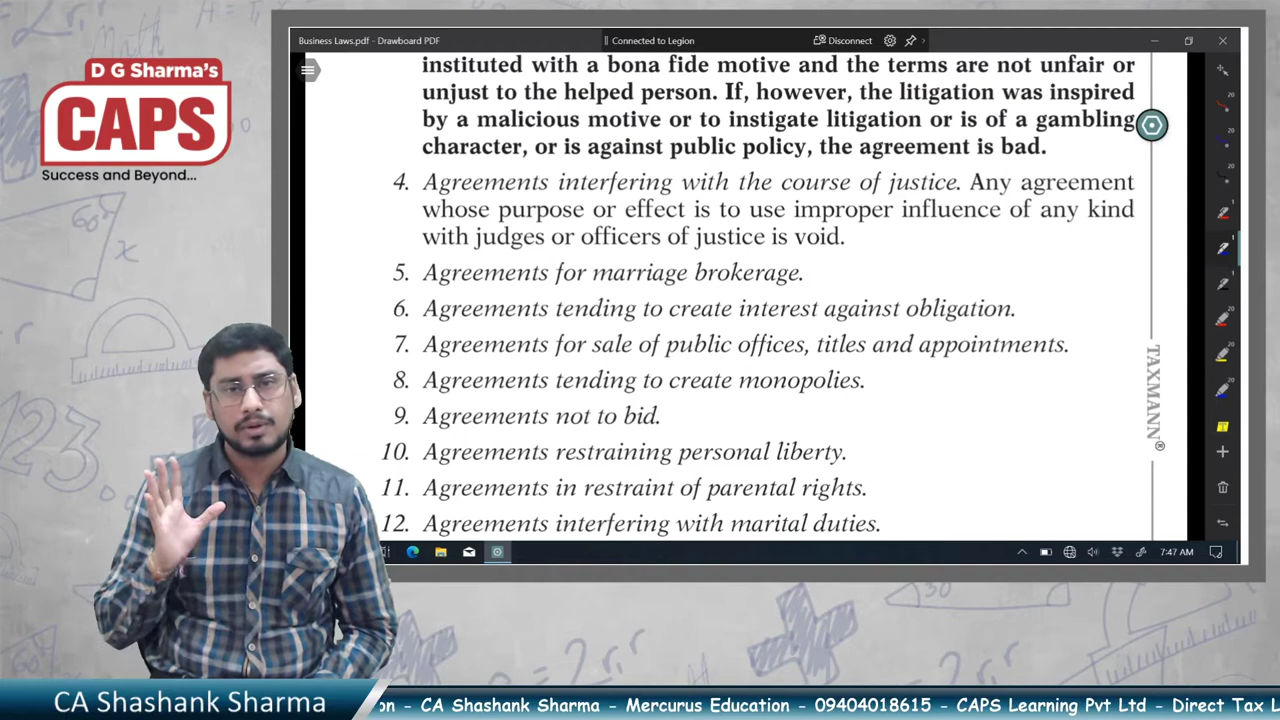 D G Sharma's
CAPS
Success and Beyond...
Business Laws.pdf - Drawboard PDF
Connected to Legion
Disconnect
instituted with a bona fide motive and the terms are not unfair or
unjust to the helped person. If, however, the litigation was inspired
by a malicious motive or to instigate litigation or is of a gambling
character, or is against public policy, the agreement is bad.
4. Agreements interfering with the course of justice. Any agreement
whose purpose or effect is to use improper influence of any kind
with judges or officers of justice is void.
5. Agreements for marriage brokerage.
6. Agreements tending to create interest against obligation.
7. Agreements for sale of public offices, titles and appointments.
8. Agreements tending to create monopolies.
9. Agreements not to bid.
10. Agreements restraining personal liberty.
11. Agreements in restraint of parental rights.
12. Agreements interfering with marital duties.
TAXMANN®
7:47 AM
CA Shashank Sharma
on - CA Shashank Sharma - Mercurus Education - 09404018615 - CAPS Learning Pvt Ltd - Direct Tax L